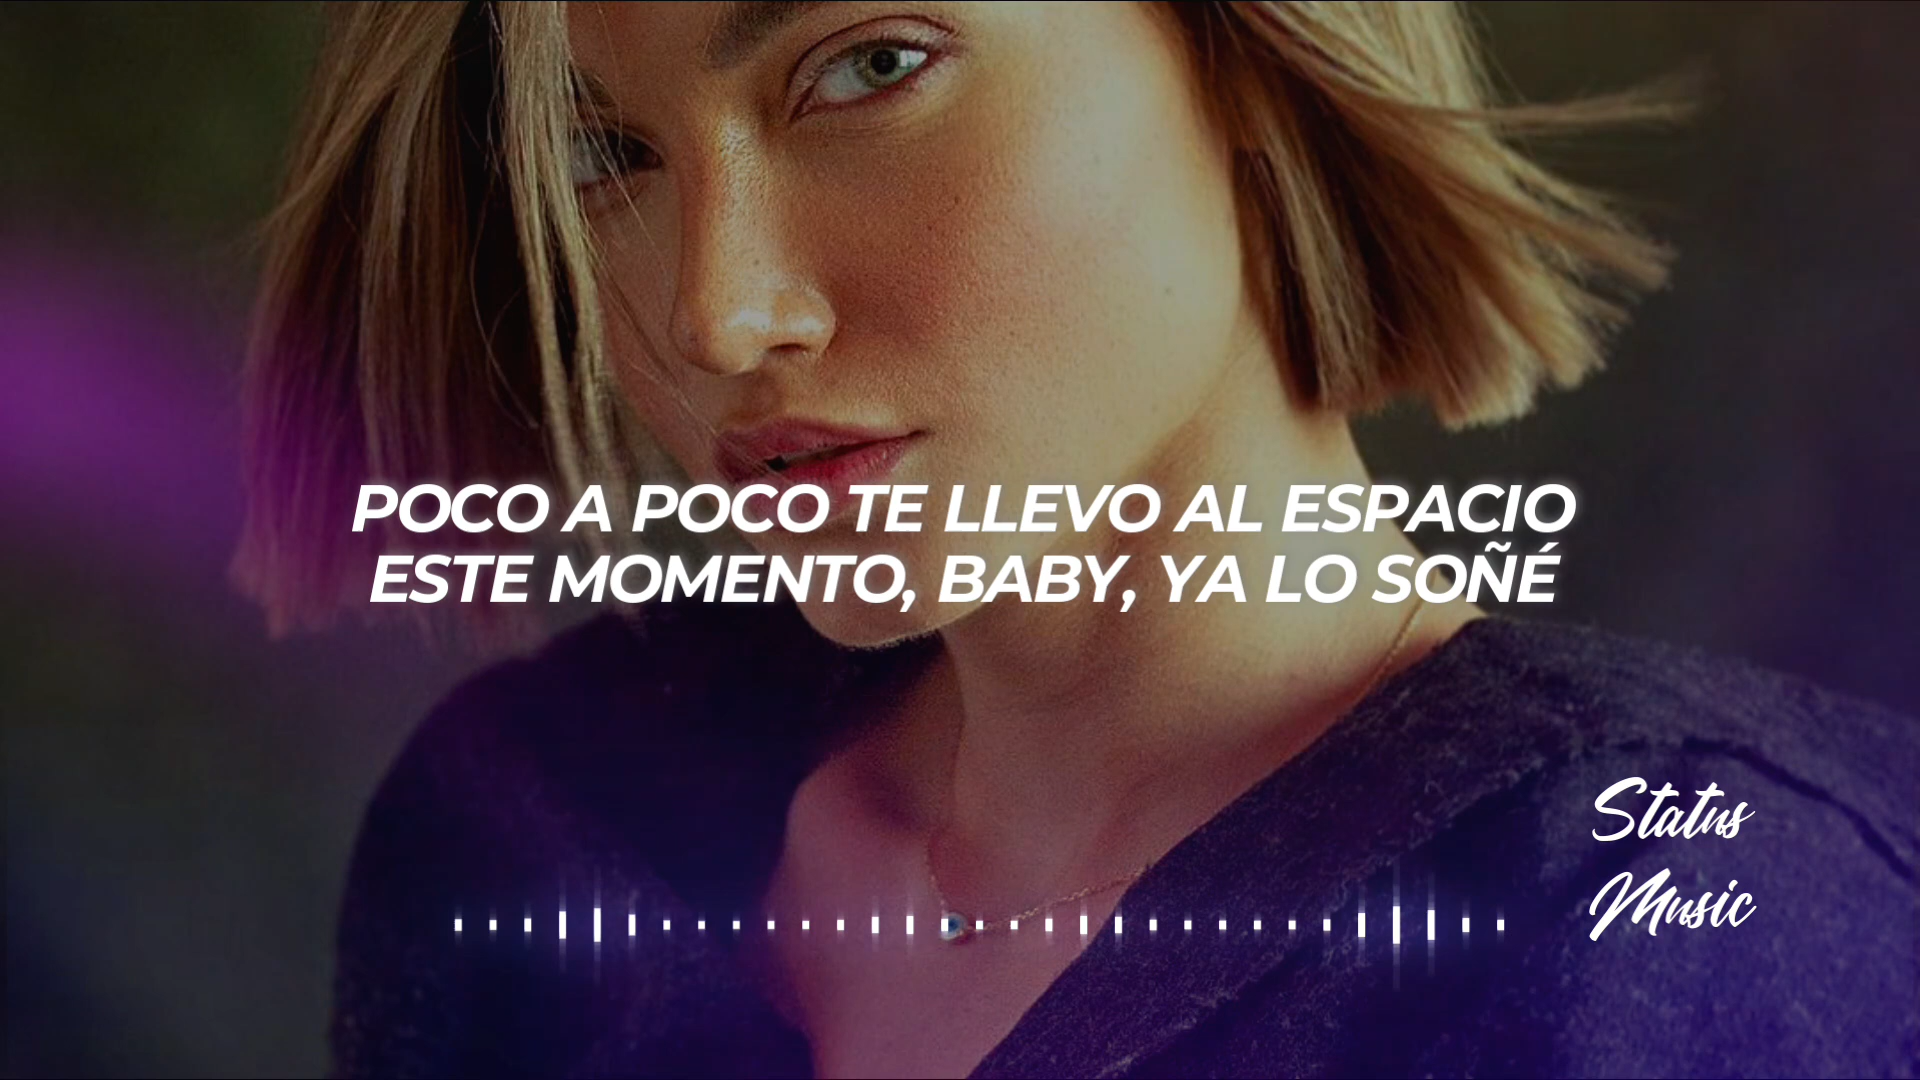 POCO A POCO TE LLEVO AL ESPACIO
ESTE MOMENTO, BABY, YA LO SOÑÉ
Status
Music